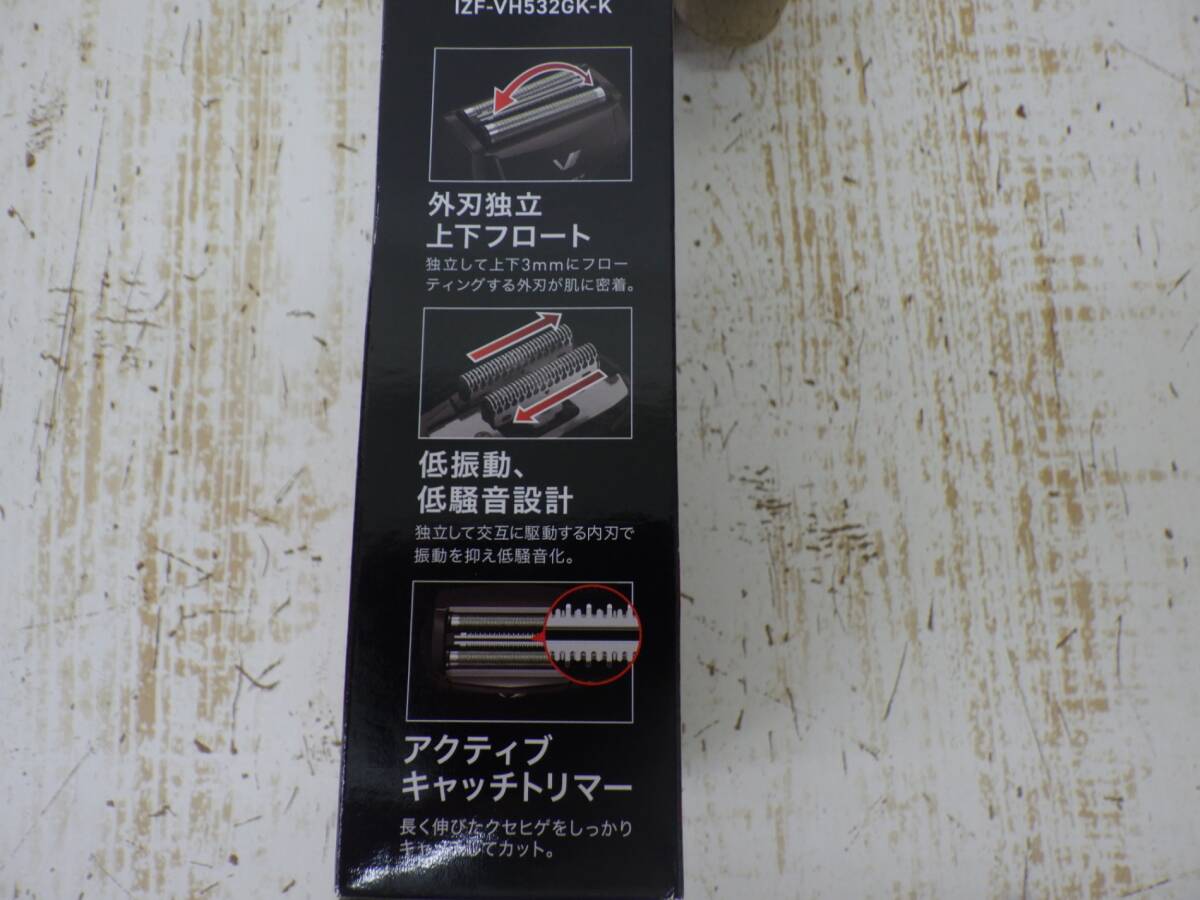 IZF-VH532GK-K
外刃独立
上下フロート
独立して上下3mmにフロー
ティングする外刃が肌に密着。
低振動、
低騒音設計
独立して交互に駆動する内刃で
振動を抑え低騒音化。
アクティブ
キャッチトリマー
長く伸びたクセヒゲをしっかり
キャッチしてカット。